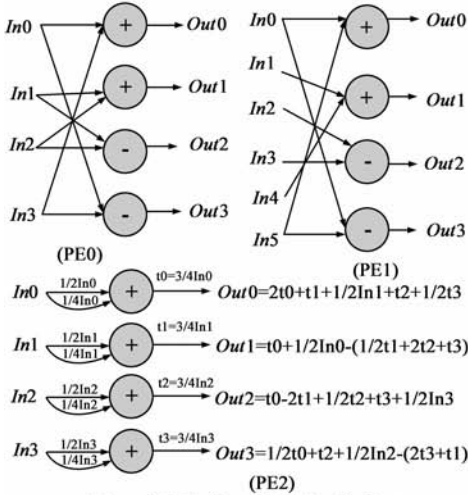 In0 + Out0
In1 + Out1
In2 - Out2
In3 - Out3
(PE0)
In0 + Out0
In1
+ Out1
In2
In3 - Out2
In4
In5 - Out3
(PE1)
In0 1/2In0 1/4In0 + t0=3/4In0 Out0=2t0+t1+1/2In1+t2+1/2t3
In1 1/2In1 1/4In1 + t1=3/4In1 Out1=t0+1/2In0-(1/2t1+2t2+t3)
In2 1/2In2 1/4In2 + t2=3/4In2 Out2=t0-2t1+1/2t2+t3+1/2In3
In3 1/2In3 1/4In3 + t3=3/4In3 Out3=1/2t0+t2+1/2In2-(2t3+t1)
(PE2)